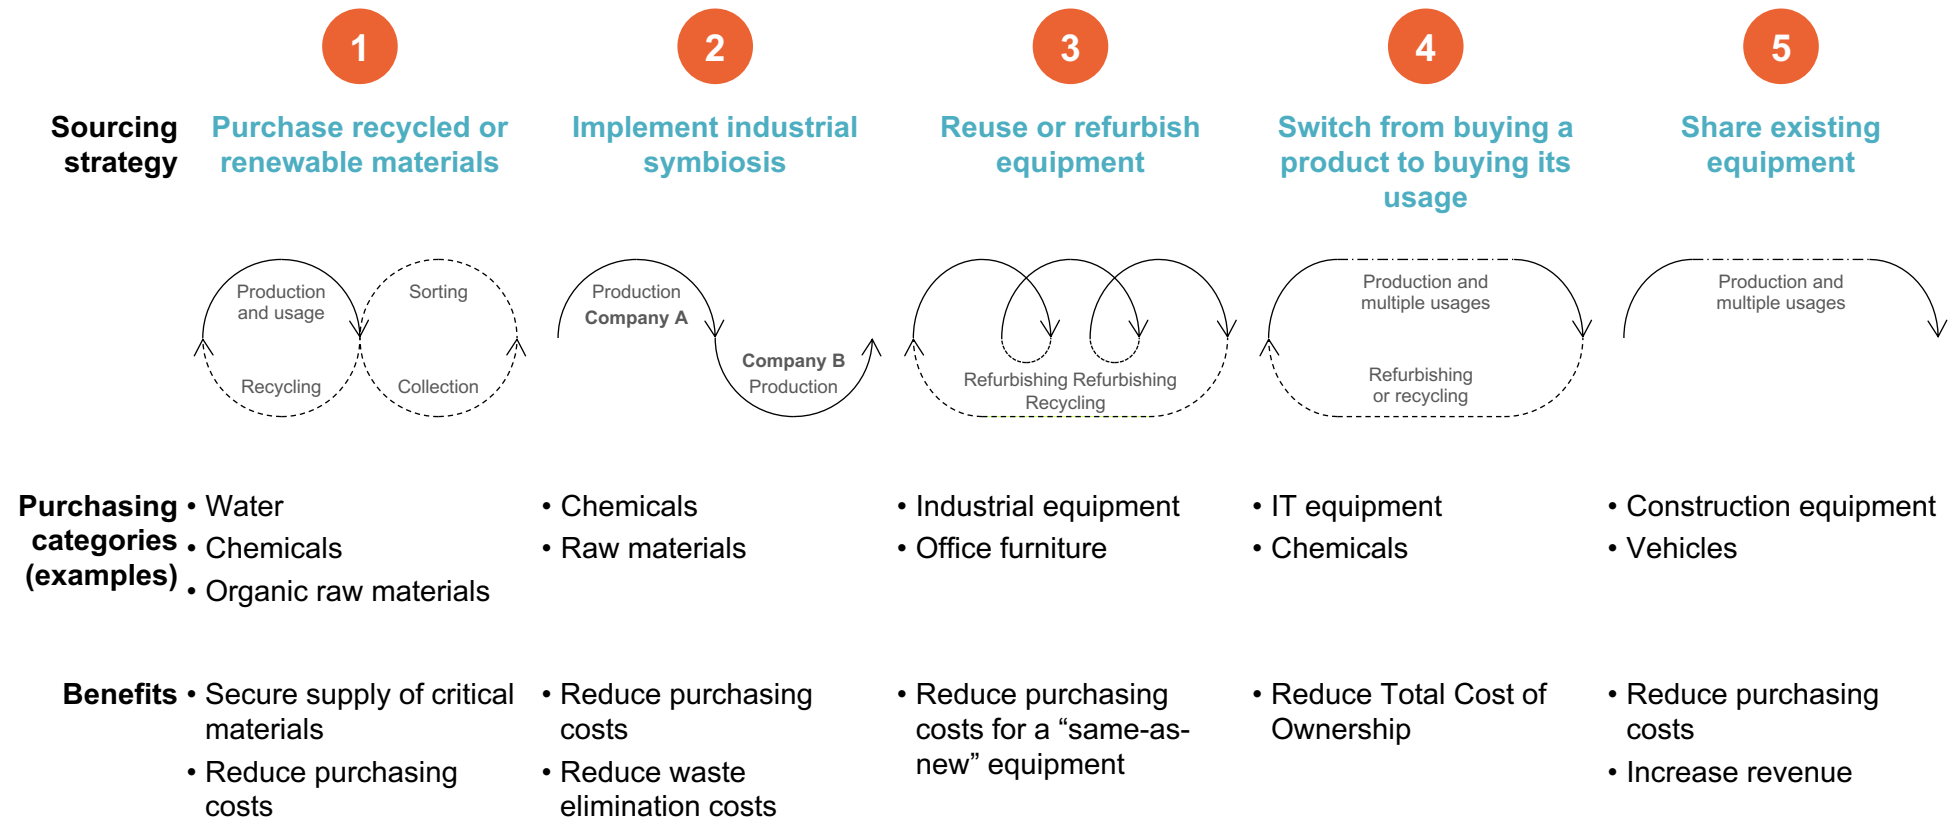 1
2
3
4
5
Sourcing
strategy
Purchase recycled or
renewable materials
Implement industrial
symbiosis
Reuse or refurbish
equipment
Switch from buying a
product to buying its
usage
Share existing
equipment
Production
and usage
Sorting
Recycling
Collection
Production
Company A
Company B
Production
Refurbishing Refurbishing
Recycling
Production and
multiple usages
Refurbishing
or recycling
Production and
multiple usages
Purchasing
categories
(examples)
• Water
• Chemicals
• Organic raw materials
• Chemicals
• Raw materials
• Industrial equipment
• Office furniture
• IT equipment
• Chemicals
• Construction equipment
• Vehicles
Benefits
• Secure supply of critical
materials
• Reduce purchasing
costs
• Reduce purchasing
costs
• Reduce waste
elimination costs
• Reduce purchasing
costs for a “same-as-
new” equipment
• Reduce Total Cost of
Ownership
• Reduce purchasing
costs
• Increase revenue